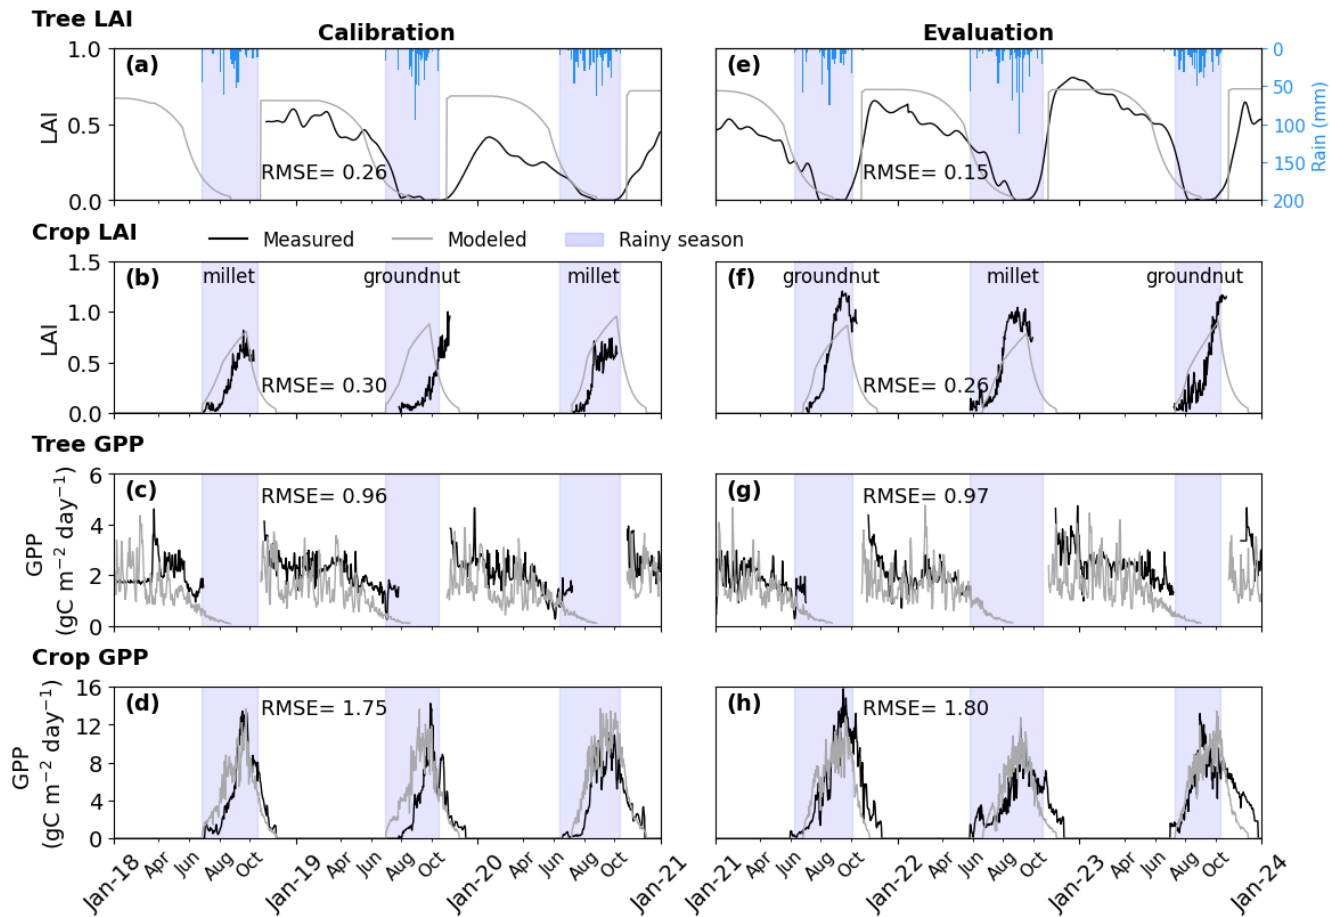 Tree LAI
Calibration
Evaluation
(a)
(e)
1.0
0.5
0.0
LAI
RMSE= 0.26
RMSE= 0.15
0
50
100
150
200
Rain (mm)
Crop LAI
Measured
Modeled
Rainy season
(b)
millet
groundnut
millet
(f)
groundnut
millet
groundnut
1.5
1.0
0.5
0.0
LAI
RMSE= 0.30
RMSE= 0.26
Tree GPP
(c)
RMSE= 0.96
(g)
RMSE= 0.97
6
4
2
0
GPP
(gC m⁻² day⁻¹)
Crop GPP
(d)
RMSE= 1.75
(h)
RMSE= 1.80
16
12
8
4
0
GPP
(gC m⁻² day⁻¹)
Jan-18
Apr
Jun
Aug
Oct
Jan-19
Apr
Jun
Aug
Oct
Jan-20
Apr
Jun
Aug
Oct
Jan-21
Jan-21
Apr
Jun
Aug
Oct
Jan-22
Apr
Jun
Aug
Oct
Jan-23
Apr
Jun
Aug
Oct
Jan-24